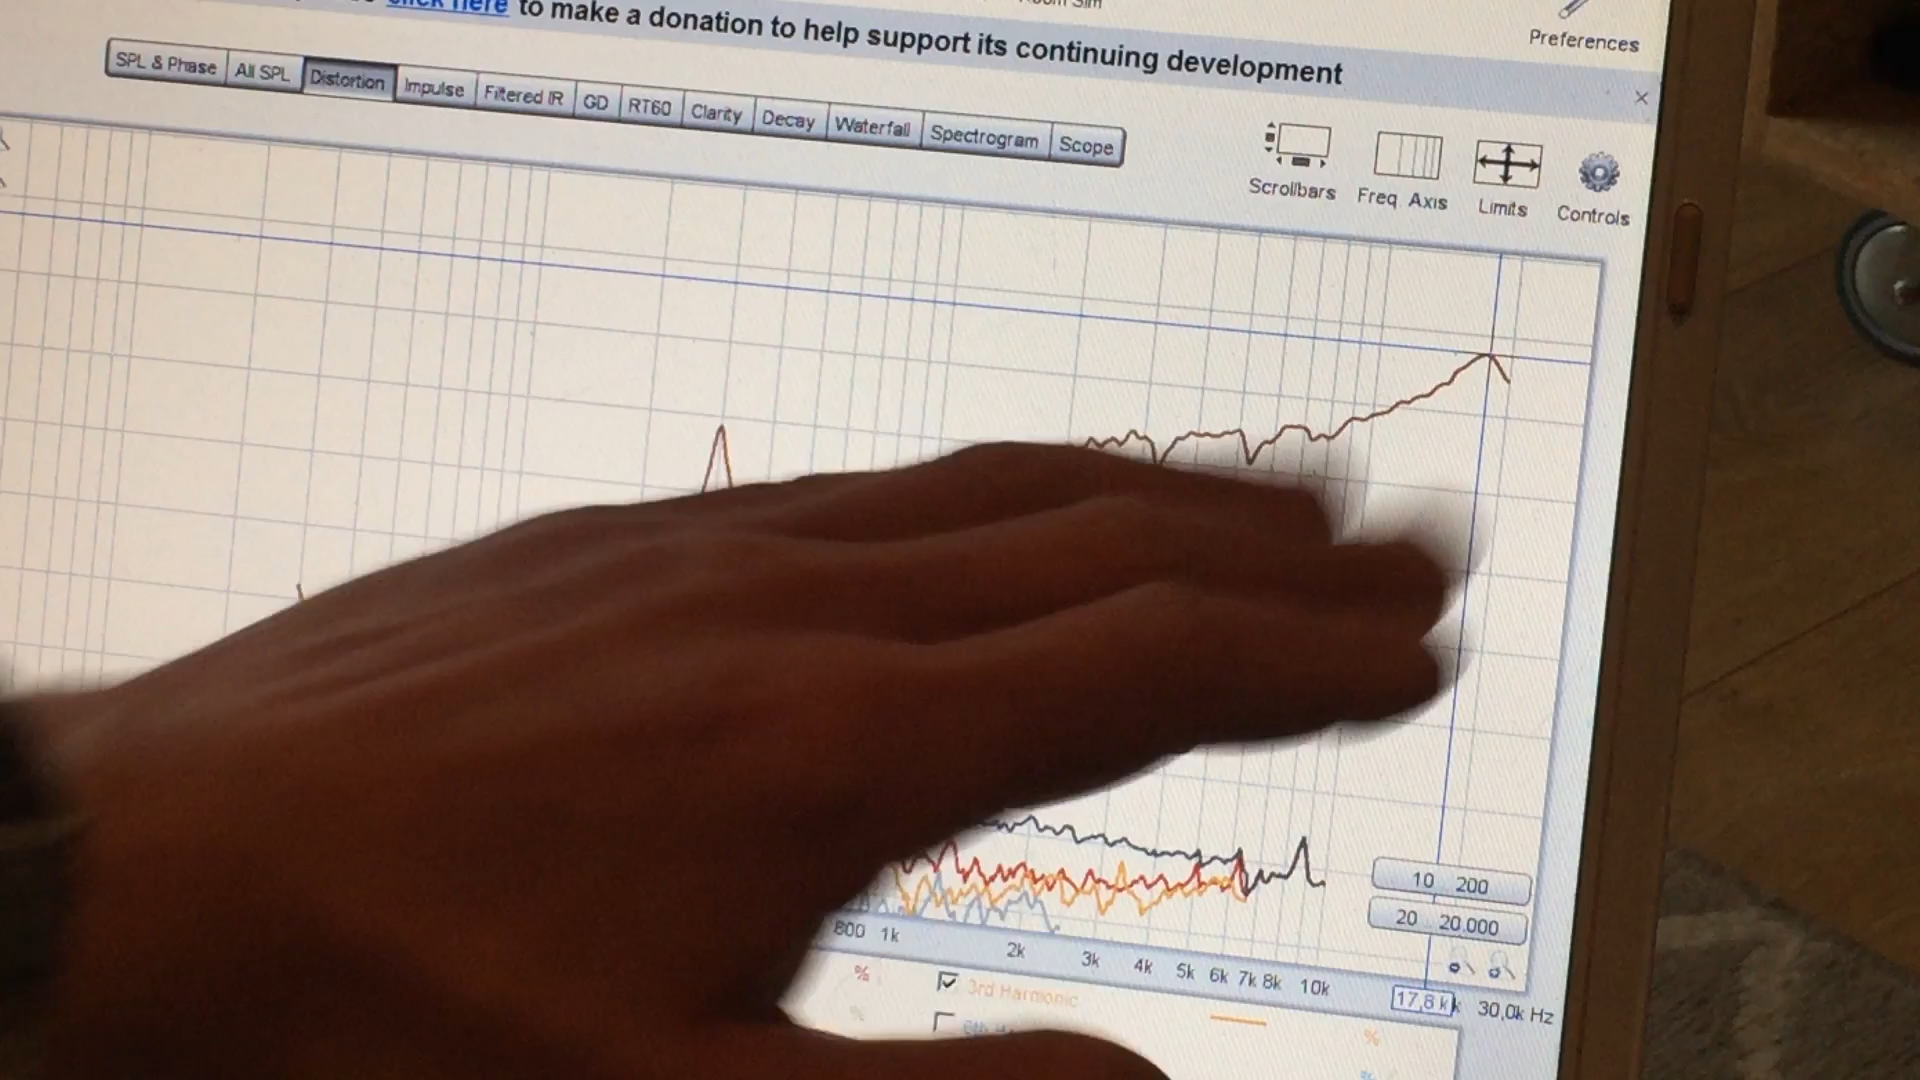 click here to make a donation to help support its continuing development
Preferences
SPL & Phase All SPL Distortion Impulse Filtered IR GD RT60 Clarity Decay Waterfall Spectrogram Scope
Scrollbars Freq. Axis Limits Controls
10 .. 200
20 .. 20.000
800 1k 2k 3k 4k 5k 6k 7k 8k 10k 17,8 k 30,0k Hz
% 3rd Harmonic %
%